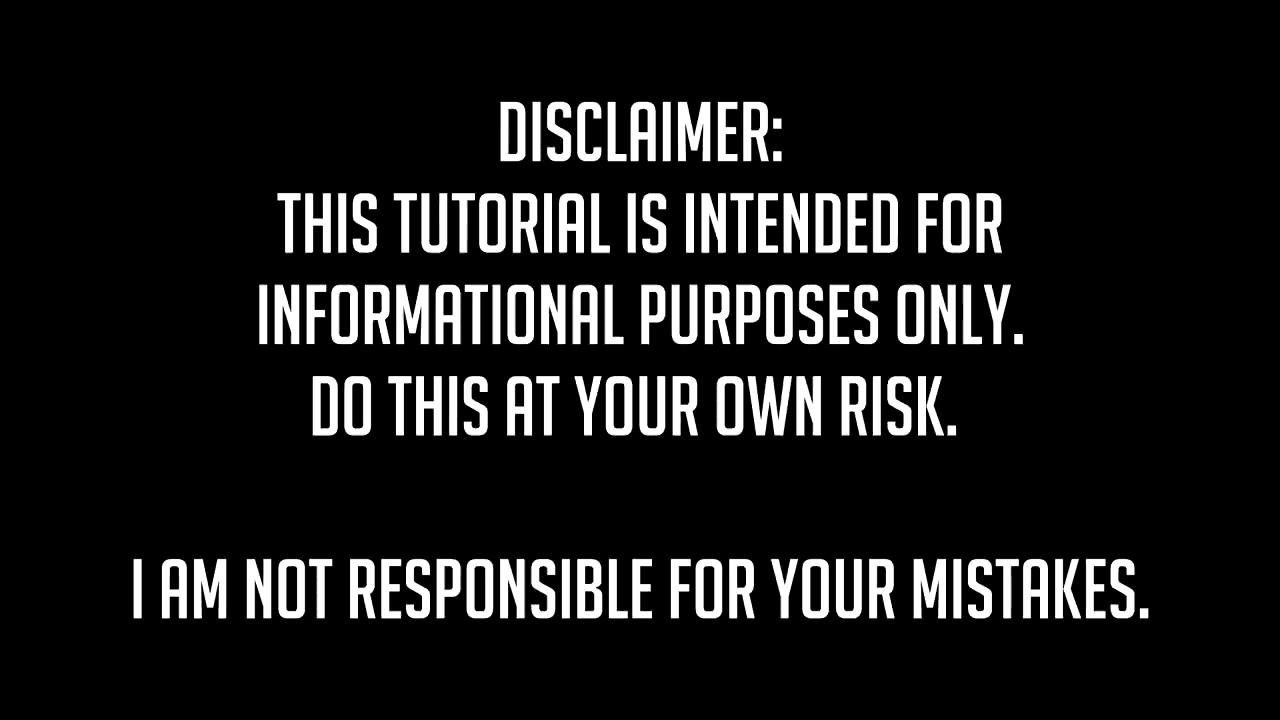 DISCLAIMER:
THIS TUTORIAL IS INTENDED FOR
INFORMATIONAL PURPOSES ONLY.
DO THIS AT YOUR OWN RISK.
I AM NOT RESPONSIBLE FOR YOUR MISTAKES.